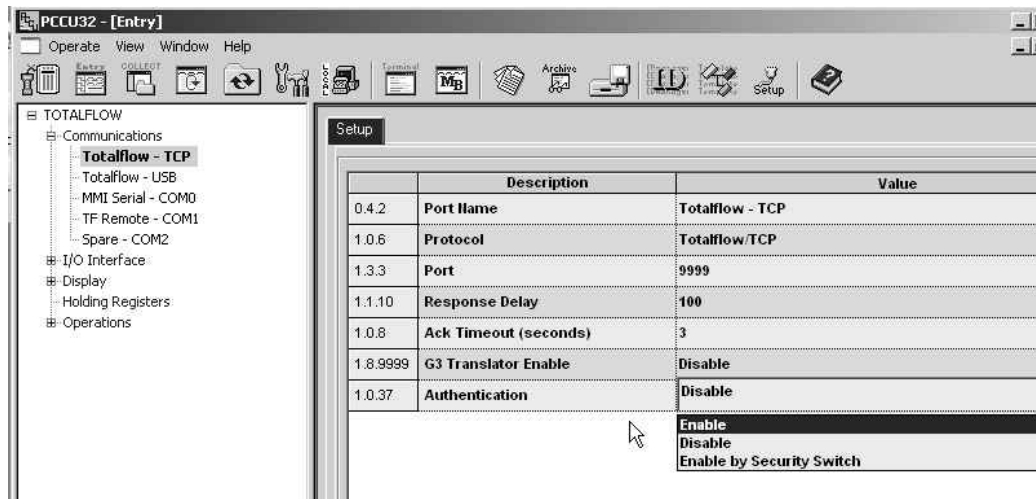 PCCU32 - [Entry]
Operate View Window Help
Entry
COLLECT
LOCAL
Terminal
MB
Archive
ID
Setup
TOTALFLOW
Communications
Totalflow - TCP
Totalflow - USB
MMI Serial - COM0
TF Remote - COM1
Spare - COM2
I/O Interface
Display
Holding Registers
Operations
Setup
Description Value
0.4.2 Port Name Totalflow - TCP
1.0.6 Protocol Totalflow/TCP
1.3.3 Port 9999
1.1.10 Response Delay 100
1.0.8 Ack Timeout (seconds) 3
1.8.9999 G3 Translator Enable Disable
1.0.37 Authentication Disable
Enable
Disable
Enable by Security Switch